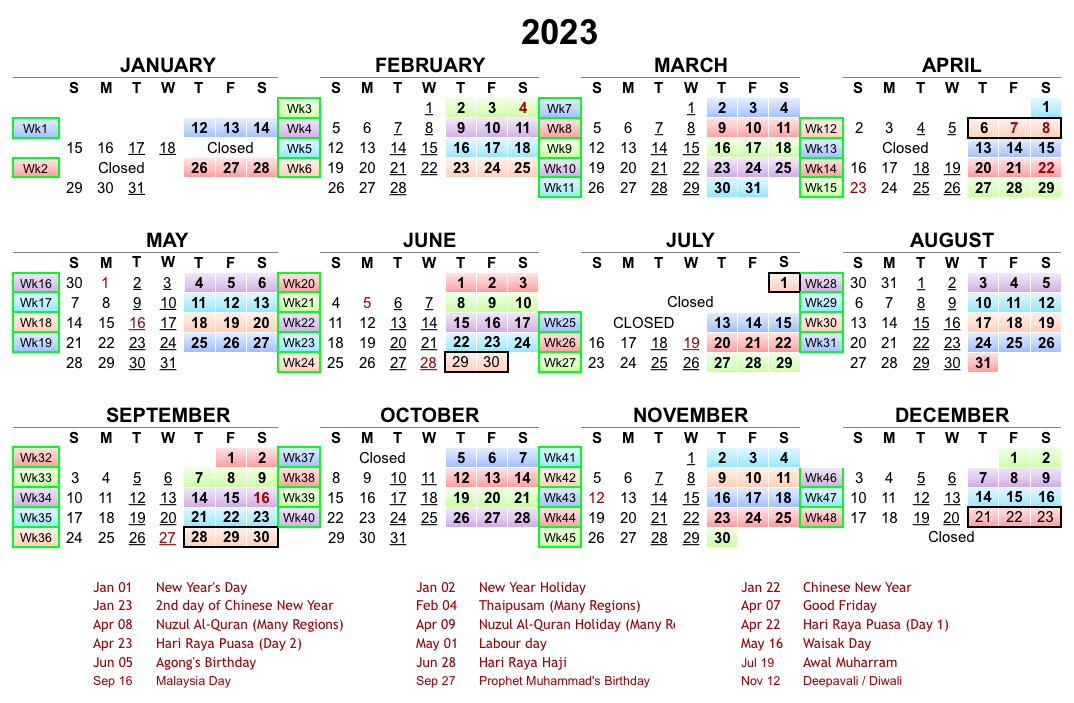 2023
JANUARY FEBRUARY MARCH APRIL
S M T W T F S S M T W T F S S M T W T F S S M T W T F S
Wk3 1 2 3 4 Wk7 1 2 3 4 1
Wk1 12 13 14 Wk4 5 6 7 8 9 10 11 Wk8 5 6 7 8 9 10 11 Wk12 2 3 4 5 6 7 8
15 16 17 18 Closed Wk5 12 13 14 15 16 17 18 Wk9 12 13 14 15 16 17 18 Wk13 Closed 13 14 15
Wk2 Closed 26 27 28 Wk6 19 20 21 22 23 24 25 Wk10 19 20 21 22 23 24 25 Wk14 16 17 18 19 20 21 22
29 30 31 26 27 28 Wk11 26 27 28 29 30 31 Wk15 23 24 25 26 27 28 29
MAY JUNE JULY AUGUST
S M T W T F S S M T W T F S S M T W T F S S M T W T F S
Wk16 30 1 2 3 4 5 6 Wk20 1 2 3 1 Wk28 30 31 1 2 3 4 5
Wk17 7 8 9 10 11 12 13 Wk21 4 5 6 7 8 9 10 Closed Wk29 6 7 8 9 10 11 12
Wk18 14 15 16 17 18 19 20 Wk22 11 12 13 14 15 16 17 Wk25 CLOSED 13 14 15 Wk30 13 14 15 16 17 18 19
Wk19 21 22 23 24 25 26 27 Wk23 18 19 20 21 22 23 24 Wk26 16 17 18 19 20 21 22 Wk31 20 21 22 23 24 25 26
28 29 30 31 Wk24 25 26 27 28 29 30 Wk27 23 24 25 26 27 28 29 27 28 29 30 31
SEPTEMBER OCTOBER NOVEMBER DECEMBER
S M T W T F S S M T W T F S S M T W T F S S M T W T F S
Wk32 1 2 Wk37 Closed 5 6 7 Wk41 1 2 3 4 1 2
Wk33 3 4 5 6 7 8 9 Wk38 8 9 10 11 12 13 14 Wk42 5 6 7 8 9 10 11 Wk46 3 4 5 6 7 8 9
Wk34 10 11 12 13 14 15 16 Wk39 15 16 17 18 19 20 21 Wk43 12 13 14 15 16 17 18 Wk47 10 11 12 13 14 15 16
Wk35 17 18 19 20 21 22 23 Wk40 22 23 24 25 26 27 28 Wk44 19 20 21 22 23 24 25 Wk48 17 18 19 20 21 22 23
Wk36 24 25 26 27 28 29 30 29 30 31 Wk45 26 27 28 29 30 Closed
Jan 01 New Year's Day Jan 02 New Year Holiday Jan 22 Chinese New Year
Jan 23 2nd day of Chinese New Year Feb 04 Thaipusam (Many Regions) Apr 07 Good Friday
Apr 08 Nuzul Al-Quran (Many Regions) Apr 09 Nuzul Al-Quran Holiday (Many Re Apr 22 Hari Raya Puasa (Day 1)
Apr 23 Hari Raya Puasa (Day 2) May 01 Labour day May 16 Waisak Day
Jun 05 Agong's Birthday Jun 28 Hari Raya Haji Jul 19 Awal Muharram
Sep 16 Malaysia Day Sep 27 Prophet Muhammad's Birthday Nov 12 Deepavali / Diwali